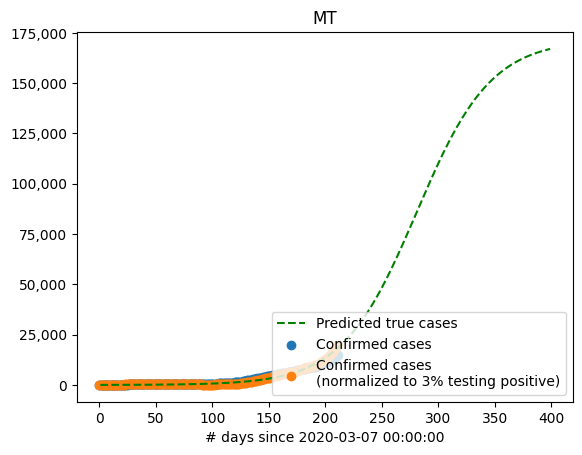 MT
175,000
150,000
125,000
100,000
75,000
50,000
25,000
0
Predicted true cases
Confirmed cases
Confirmed cases
(normalized to 3% testing positive)
0 50 100 150 200 250 300 350 400
# days since 2020-03-07 00:00:00